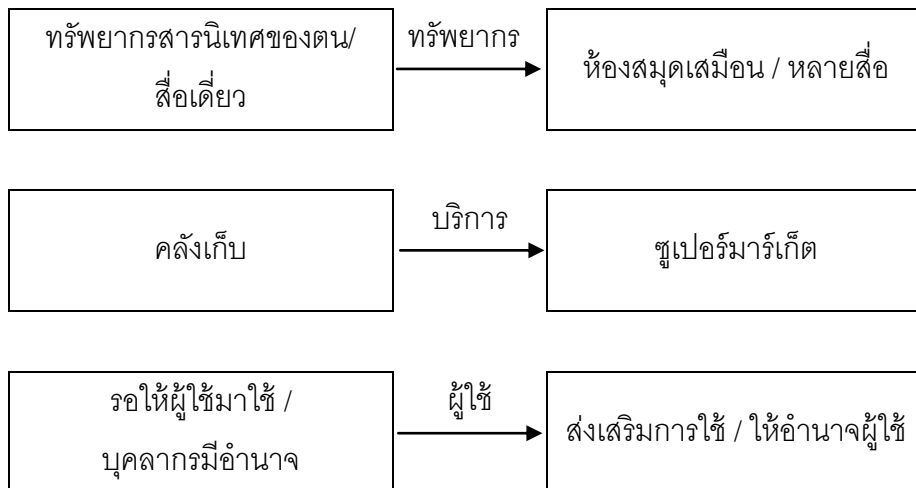 ทรัพยากรสารนิเทศของตน/
สื่อเดี่ยว
ทรัพยากร
ห้องสมุดเสมือน / หลายสื่อ
คลังเก็บ
บริการ
ซูเปอร์มาร์เก็ต
รอให้ผู้ใช้มาใช้ /
บุคลากรมีอำนาจ
ผู้ใช้
ส่งเสริมการใช้ / ให้อำนาจผู้ใช้